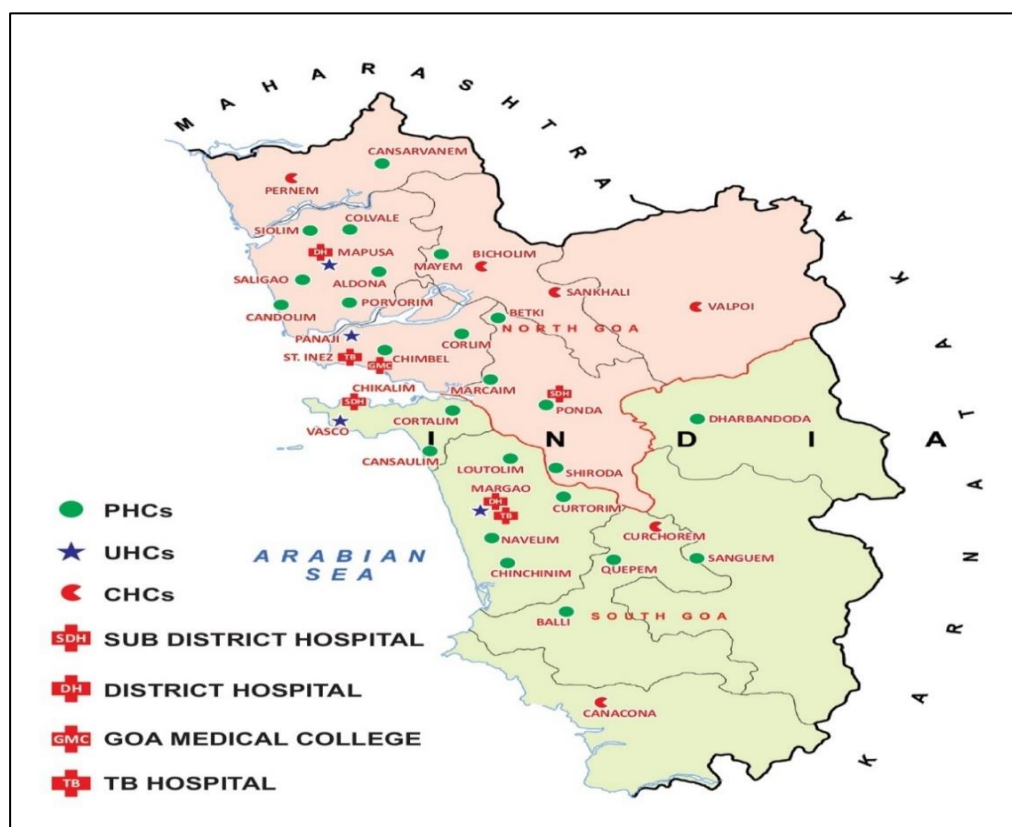 MAHARASHTRA
CANSARVANEM
PERNEM
COLVALE
SIOLIM
DH MAPUSA
BICHOLIM
MAYEM
SALIGAO
ALDONA
SANKHALI
PORVORIM
VALPOI
CANDOLIM
BETKI
NORTH GOA
PANAJI
CORLIM
ST. INEZ TB
CHIMBEL
GMC
MARCAIM
CHIKALIM
SDH
SDH
PONDA
CORTALIM
DHARBANDODA
VASCO
INDIA
CANSAULIM
LOUTOLIM
SHIRODA
MARGAO
DH
TB
CURTORIM
CURCHOREM
NAVELIM
CHINCHINIM
QUEPEM
SANGUEM
BALLI
SOUTH GOA
CANACONA
KARNATAKA
ARABIAN
SEA
PHCs
UHCs
CHCs
SDH SUB DISTRICT HOSPITAL
DH DISTRICT HOSPITAL
GMC GOA MEDICAL COLLEGE
TB TB HOSPITAL